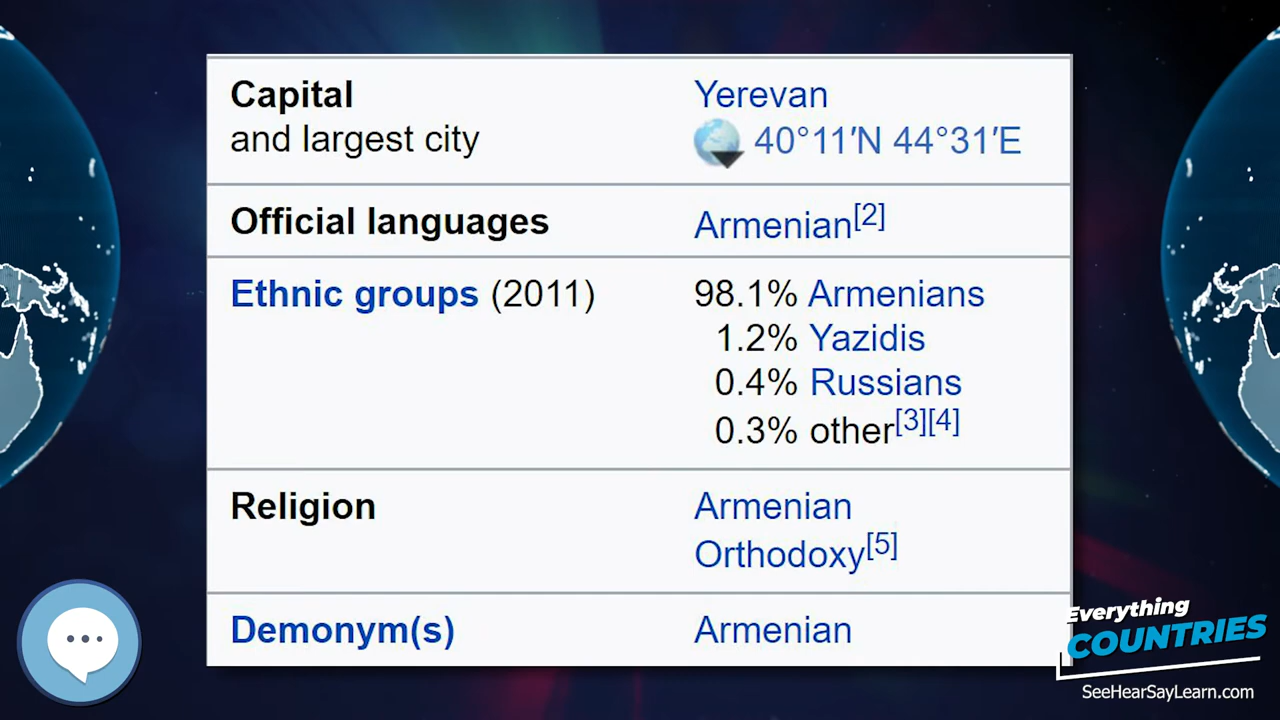 Capital
and largest city
Yerevan
40°11′N 44°31′E
Official languages
Armenian[2]
Ethnic groups (2011)
98.1% Armenians
1.2% Yazidis
0.4% Russians
0.3% other[3][4]
Religion
Armenian
Orthodoxy[5]
Demonym(s)
Armenian
Everything
COUNTRIES
SeeHearSayLearn.com